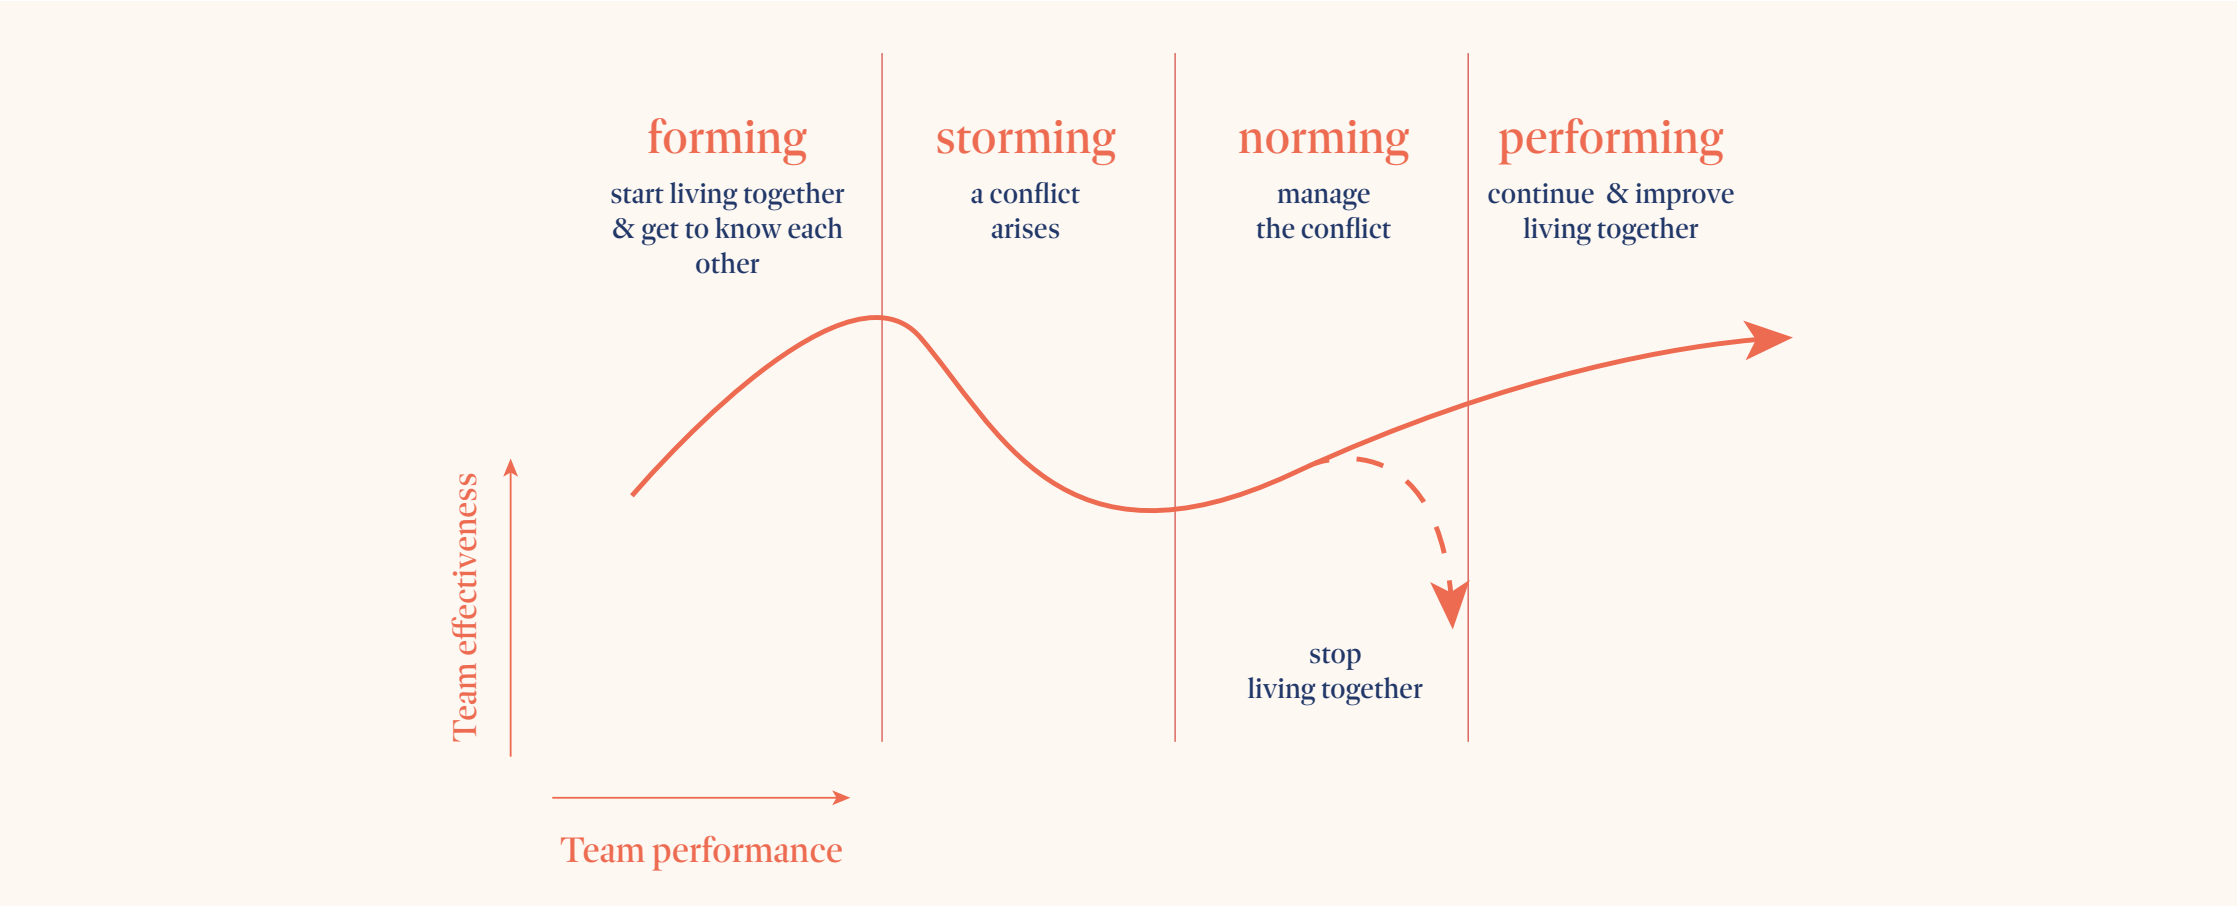 forming
start living together
& get to know each
other
storming
a conflict
arises
norming
manage
the conflict
performing
continue & improve
living together
stop
living together
Team effectiveness
Team performance